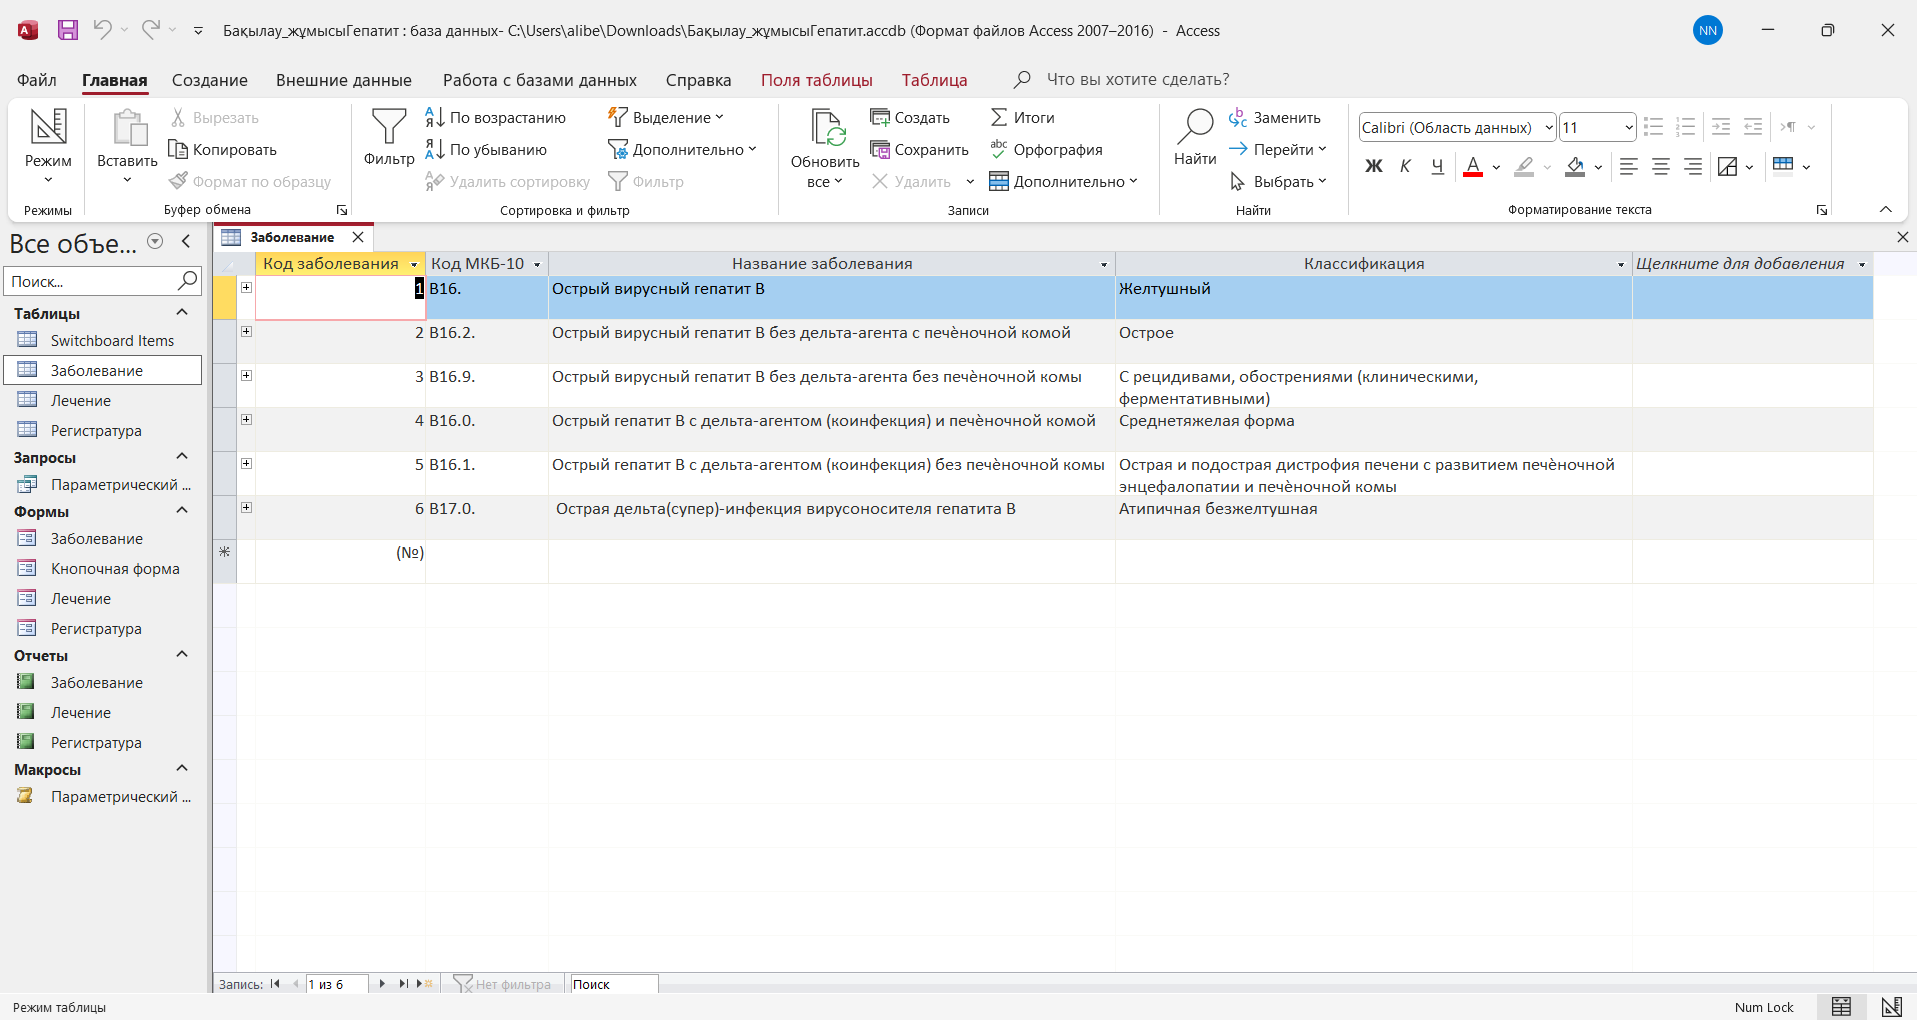 Бақылау_жұмысыГепатит : база данных- C:\Users\alibe\Downloads\Бақылау_жұмысыГепатит.accdb (Формат файлов Access 2007–2016) - Access
NN
Файл Главная Создание Внешние данные Работа с базами данных Справка Поля таблицы Таблица Что вы хотите сделать?
Режим
Режимы
Вставить
Вырезать
Копировать
Формат по образцу
Буфер обмена
Фильтр
По возрастанию
По убыванию
Удалить сортировку
Выделение
Дополнительно
Фильтр
Сортировка и фильтр
Обновить
все
Создать
Сохранить
Удалить
Итоги
Орфография
Дополнительно
Записи
Найти
Заменить
Перейти
Выбрать
Найти
Calibri (Область данных) 11
Ж К Ч А
Форматирование текста
Все объе...
Поиск...
Таблицы
Switchboard Items
Заболевание
Лечение
Регистратура
Запросы
Параметрический ...
Формы
Заболевание
Кнопочная форма
Лечение
Регистратура
Отчеты
Заболевание
Лечение
Регистратура
Макросы
Параметрический ...
Заболевание
Код заболевания Код МКБ-10 Название заболевания Классификация Щелкните для добавления
1 B16. Острый вирусный гепатит B Желтушный
2 B16.2. Острый вирусный гепатит B без дельта-агента с печѐночной комой Острое
3 B16.9. Острый вирусный гепатит B без дельта-агента без печѐночной комы С рецидивами, обострениями (клиническими,
ферментативными)
4 B16.0. Острый гепатит B с дельта-агентом (коинфекция) и печѐночной комой Среднетяжелая форма
5 B16.1. Острый гепатит B с дельта-агентом (коинфекция) без печѐночной комы Острая и подострая дистрофия печени с развитием печѐночной
энцефалопатии и печѐночной комы
6 B17.0. Острая дельта(супер)-инфекция вирусоносителя гепатита B Атипичная безжелтушная
(№)
Запись: 1 из 6 Нет фильтра Поиск
Режим таблицы
Num Lock